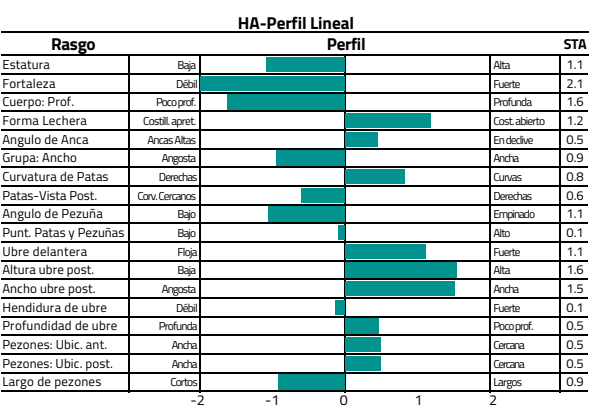 HA-Perfil Lineal
Rasgo Perfil STA
Estatura Baja Alta 1.1
Fortaleza Débil Fuerte 2.1
Cuerpo: Prof. Poco prof. Profunda 1.6
Forma Lechera Costill. apret. Cost. abierto 1.2
Angulo de Anca Ancas Altas En declive 0.5
Grupa: Ancho Angosta Ancha 0.9
Curvatura de Patas Derechas Curvas 0.8
Patas-Vista Post. Corv. Cercanos Derechas 0.6
Angulo de Pezuña Bajo Empinado 1.1
Punt. Patas y Pezuñas Bajo Alto 0.1
Ubre delantera Floja Fuerte 1.1
Altura ubre post. Baja Alta 1.6
Ancho ubre post. Angosta Ancha 1.5
Hendidura de ubre Débil Fuerte 0.1
Profundidad de ubre Profunda Poco prof. 0.5
Pezones: Ubic. ant. Ancha Cercana 0.5
Pezones: Ubic. post. Ancha Cercana 0.5
Largo de pezones Cortos Largos 0.9
-2 -1 0 1 2